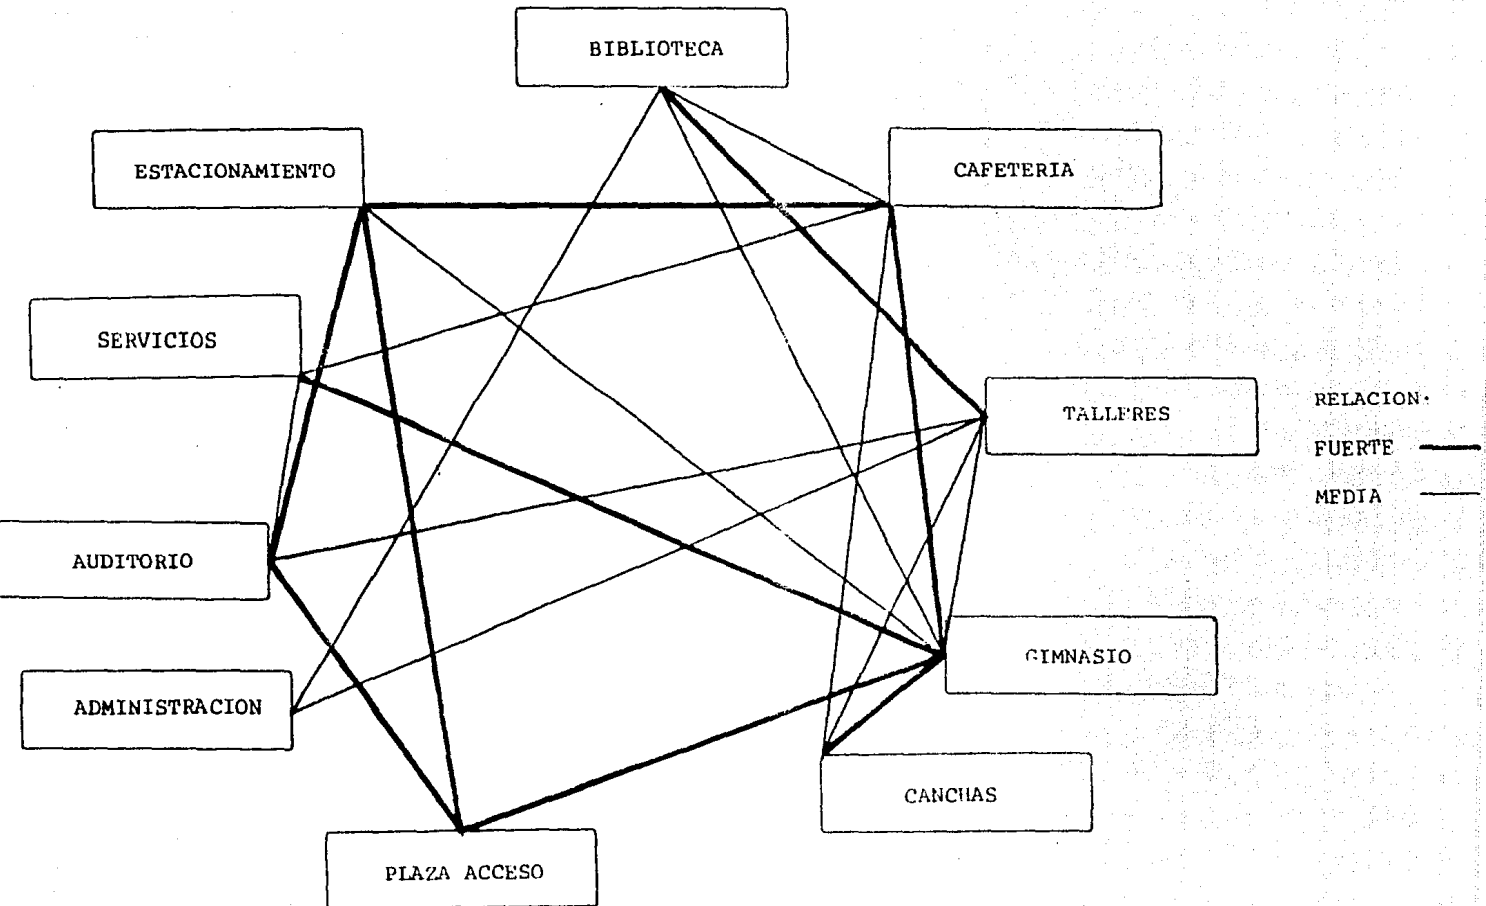 BIBLIOTECA
ESTACIONAMIENTO
CAFETERIA
SERVICIOS
TALLERES
RELACION:
FUERTE
MEDIA
AUDITORIO
GIMNASIO
ADMINISTRACION
CANCHAS
PLAZA ACCESO